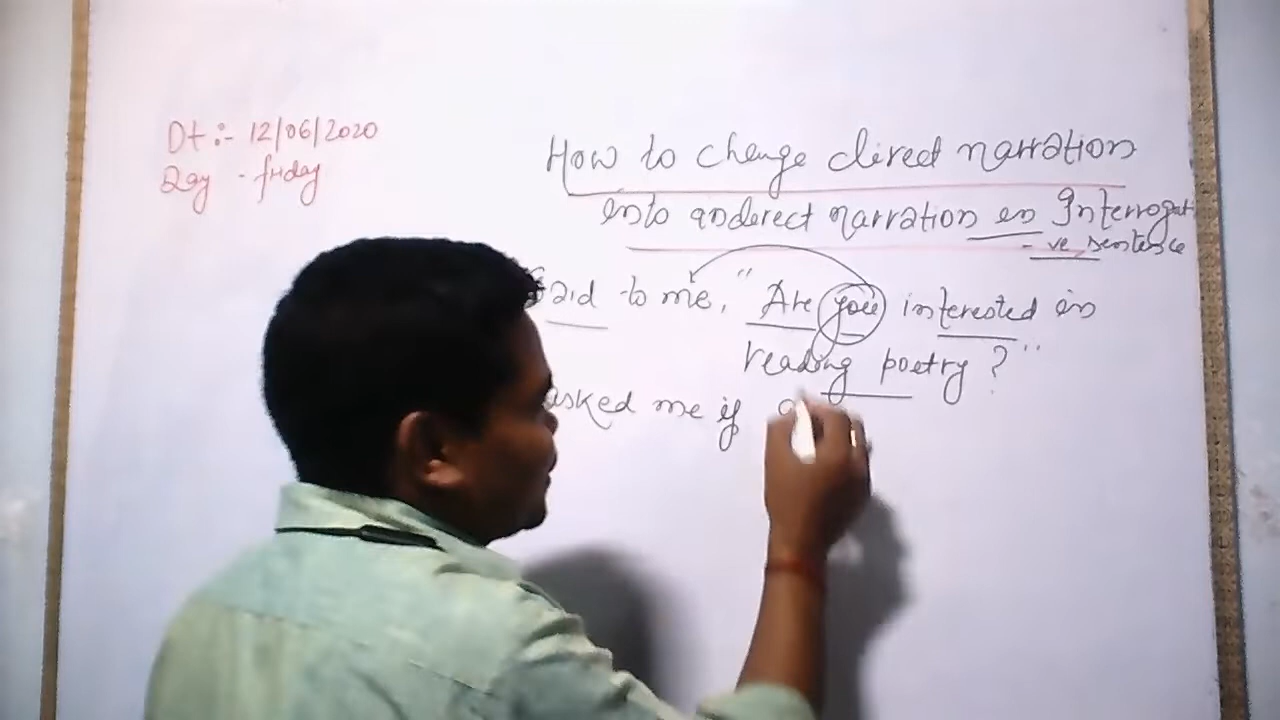 Dt :- 12/06/2020
Day - friday
How to change direct narration
into indirect narration in Interrogati
- ve sentence
said to me, "Are you interested in
reading poetry ?"
asked me if